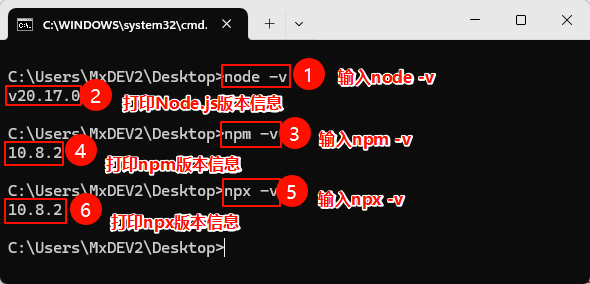 C:\WINDOWS\system32\cmd.
C:\Users\MxDEV2\Desktop>node -v 1 输入node -v
v20.17.0 2 打印Node.js版本信息
C:\Users\MxDEV2\Desktop>npm -v 3 输入npm -v
10.8.2 4 打印npm版本信息
C:\Users\MxDEV2\Desktop>npx -v 5 输入npx -v
10.8.2 6 打印npx版本信息
C:\Users\MxDEV2\Desktop>